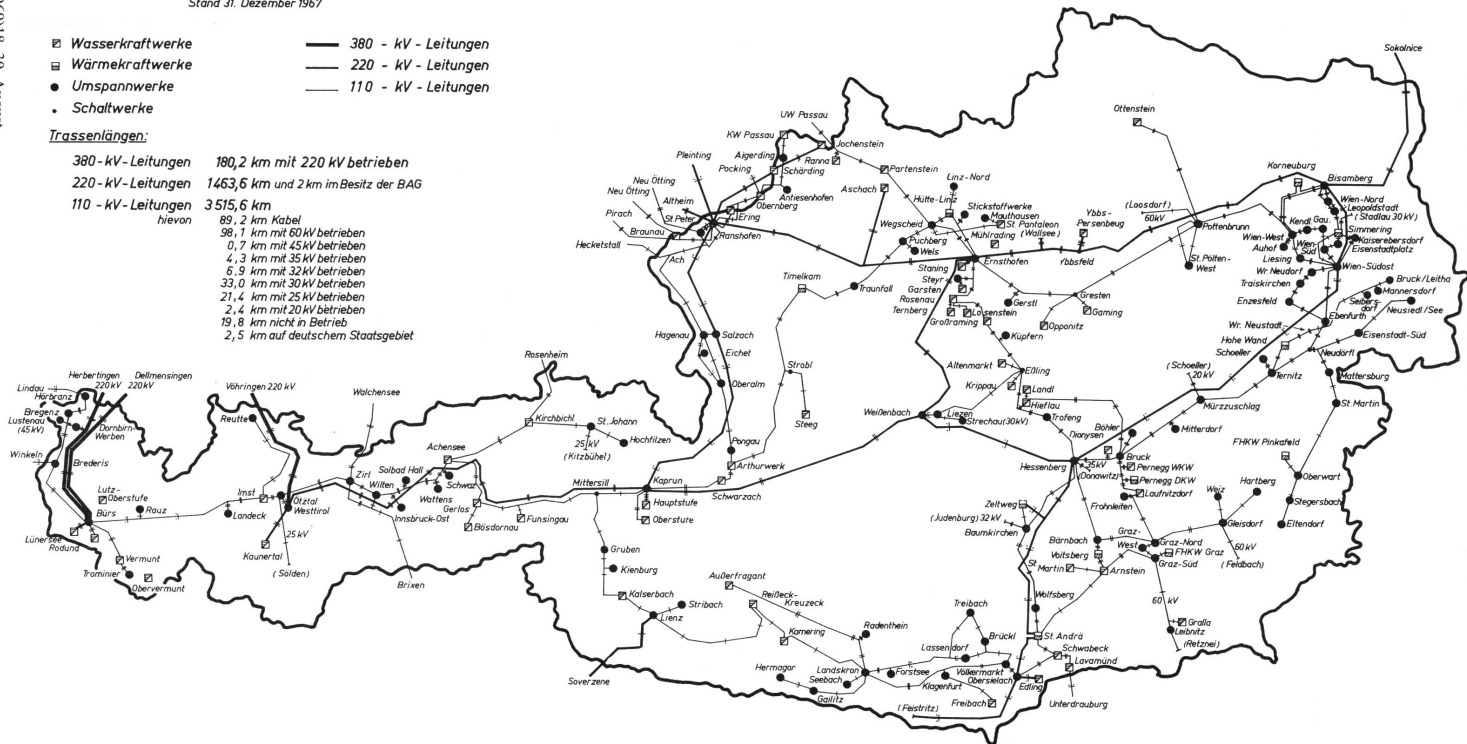 Stand 31. Dezember 1967
Wasserkraftwerke
Wärmekraftwerke
Umspannwerke
Schaltwerke
380 - kV - Leitungen
220 - kV - Leitungen
110 - kV - Leitungen
Trassenlängen:
380-kV-Leitungen 180,2 km mit 220 kV betrieben
220-kV-Leitungen 1463,6 km und 2 km im Besitz der BAG
110-kV-Leitungen 3515,6 km
hievon 89,2 km Kabel
98,1 km mit 60 kV betrieben
0,7 km mit 45 kV betrieben
4,3 km mit 35 kV betrieben
6,9 km mit 32 kV betrieben
33,0 km mit 30 kV betrieben
21,4 km mit 25 kV betrieben
2,4 km mit 20 kV betrieben
19,8 km nicht in Betrieb
2,5 km auf deutschem Staatsgebiet
Sokolnice
UW Passau
KW Passau
Jochenstein
Aigerding
Ranna
Pleinting
Pocking
Schärding
Partenstein
Aschach
Neu Ötting
Neu Ötting
Altheim
Antiesenhofen
Obernberg
Ering
Pirach
St. Peter
Braunau
Ranshofen
Hecketstall
Ach
Linz-Nord
Hütte-Linz
Stickstoffwerke
Mauthausen
Wegscheid
St. Pantaleon
(Wallsee)
Mühlrading
Puchberg
Wels
Ernsthofen
Ybbs-
Persenbeug
Ybbsfeld
Ottenstein
(Loosdorf)
60kV
Pottenbrunn
St. Pölten-
West
Korneuburg
Bisamberg
Wien-Nord
Leopoldstadt
(Stadlau 30 kV)
Kendl.
Gau.
Simmering
Kaiserebersdorf
Eisenstadtplatz
Wien-West
Auhof
Wien-
Süd
Liesing
Wien-Südost
Wr. Neudorf
Traiskirchen
Enzesfeld
Bruck/Leitha
Mannersdorf
Seibers-
dorf
Neusiedl/See
Ebenfurth
Wr. Neustadt
Hohe Wand
Schoeller
Eisenstadt-Süd
Neudörfl
Ternitz
Mattersburg
St. Martin
Timelkam
Traunfall
Staning
Steyr
Garsten
Rosenau
Ternberg
Losenstein
Großraming
Gerstl
Gresten
Gaming
Opponitz
Küpfern
Hagenau
Salzach
Eichet
Oberalm
Strobl
Steeg
Altenmarkt
Eßling
Krippau
Landl
Hieflau
Trofeng
Weißenbach
Liezen
Strechau(30kV)
(Schoeller)
20 kV
Mürzzuschlag
Böhler
Dionysen
Mitterdorf
Bruck
Hessenberg
35kV
(Donawitz)
Pernegg WKW
Pernegg DKW
Laufnitzdorf
Frohnleiten
FHKW Pinkafeld
Oberwart
Stegersbach
Eltendorf
Weiz
Hartberg
Gleisdorf
60 kV
(Feldbach)
Zeltweg
(Judenburg) 32 kV
Baumkirchen
Bärnbach
Voitsberg
St.
Martin
Arnstein
Graz-
West
Graz-Nord
FHKW Graz
Graz-Süd
60 kV
Gralla
Leibnitz
(Retznei)
Rosenheim
Walchensee
Herbertingen
220 kV
Dellmensingen
220 kV
Vöhringen 220 kV
Lindau
Hörbranz
Bregenz
Lustenau
(45 kV)
Dornbirn-
Werben
Winkeln
Brederis
Lutz-
Oberstufe
Rauz
Bürs
Lünersee
Rodund
Vermunt
Trominier
Obervermunt
Reutte
Imst
Landeck
Ötztal
Westtirol
25 kV
Kaunertal
(Sölden)
Zirl
Wilten
Solbad Hall
Innsbruck-Ost
Wattens
Schwaz
Achensee
Gerlos
Bösdornau
Funsingau
Brixen
Kirchbichl
St. Johann
25 kV
(Kitzbühel)
Hochfilzen
Mittersill
Kaprun
Hauptstufe
Oberstufe
Pongau
Arthurwerk
Schwarzach
Gruben
Kienburg
Kalserbach
Stribach
Lienz
Soverzene
Außerfragant
Reißeck-
Kreuzeck
Kamering
Radenthein
Hermagor
Landskron
Seebach
Gailitz
Forstsee
Klagenfurt
Treibach
Brückl
Lassendorf
Völkermarkt
Obersielach
Edling
Freibach
(Feistritz)
Wolfsberg
St. Andrä
Schwabeck
Lavamünd
Unterdrauburg